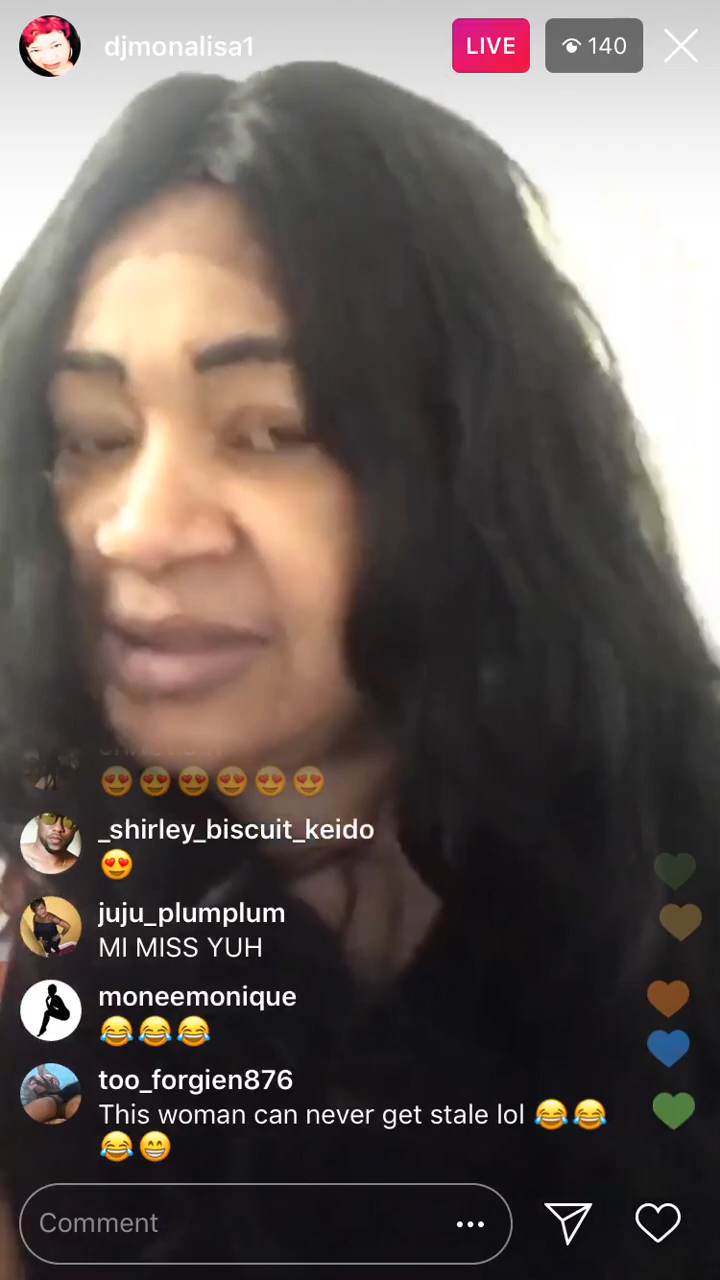 djmonalisa1
LIVE
140
😍😍😍😍😍😍
_shirley_biscuit_keido
😍
juju_plumplum
MI MISS YUH
moneemonique
😂😂😂
too_forgien876
This woman can never get stale lol 😂😂
😂😁
Comment